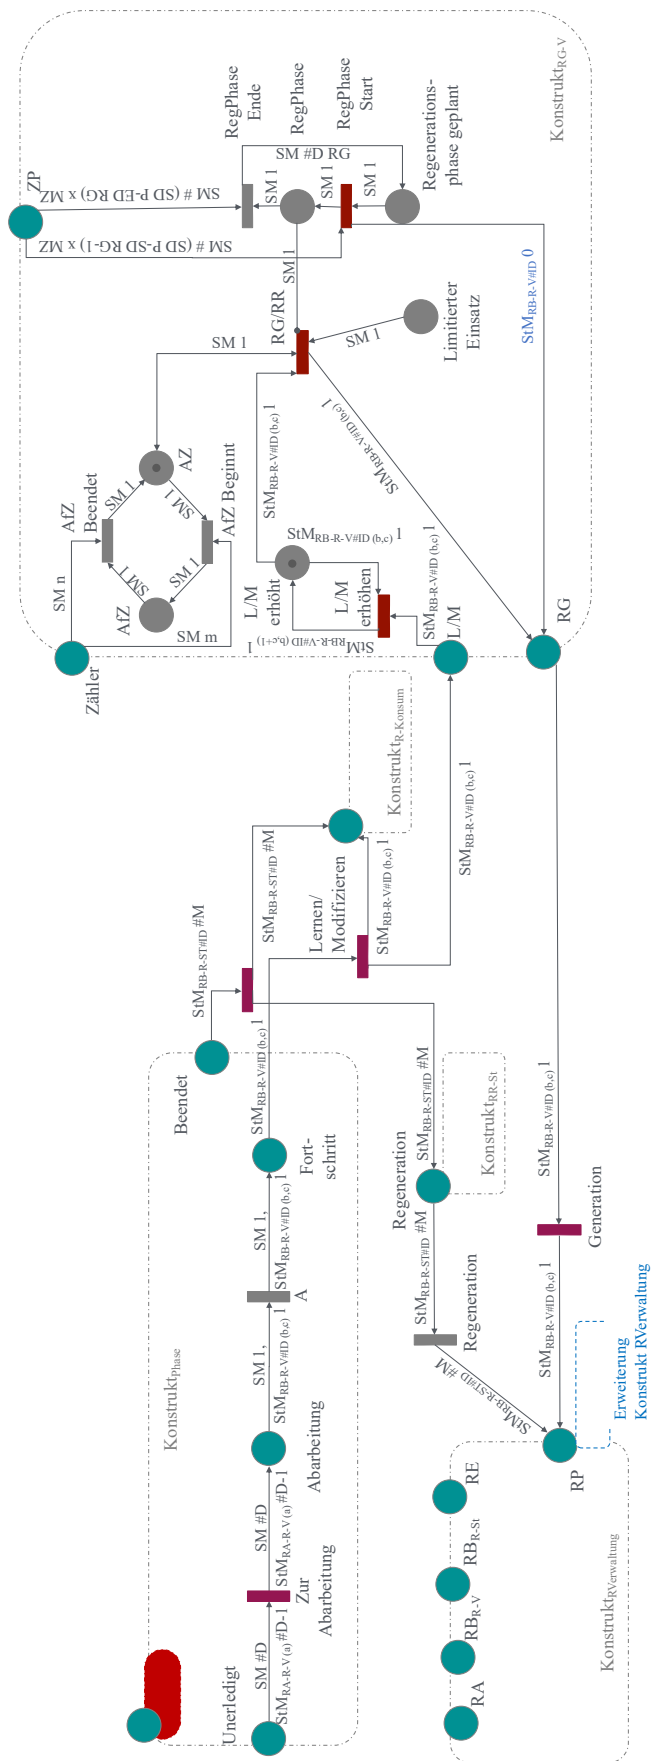 Konstrukt_Phase
Unerledigt
SM #D
StM_RA-R-V (a) #D-1
Zur
Abarbeitung
SM #D
StM_RA-R-V (a) #D-1
Abarbeitung
SM 1,
StM_RB-R-V#ID (b,c) 1
A
SM 1,
StM_RB-R-V#ID (b,c) 1
Fort-
schritt
Beendet
StM_RB-R-V#ID (b,c) 1
StM_RB-R-ST#ID #M
StM_RB-R-ST#ID #M
Lernen/
Modifizieren
StM_RB-R-V#ID (b,c) 1
Konstrukt_R-Konsum
StM_RB-R-V#ID (b,c) 1
StM_RB-R-ST#ID #M
Regeneration
Konstrukt_RR-St
StM_RB-R-ST#ID #M
Regeneration
StM_RB-R-ST#ID #M
RA
RB_R-V
RB_R-St
RE
RP
Konstrukt_RVerwaltung
Erweiterung
Konstrukt RVerwaltung
StM_RB-R-V#ID (b,c) 1
Generation
StM_RB-R-V#ID (b,c) 1
Zähler
SM n
SM m
AfZ
AfZ
Beendet
SM 1
SM 1
AZ
SM 1
SM 1
AfZ Beginnt
SM 1
L/M
erhöht
StM_RB-R-V#ID (b,c) 1
StM_RB-R-V#ID (b,c) 1
L/M
erhöhen
StM_RB-R-V#ID (b,c+1) 1
StM_RB-R-V#ID (b,c) 1
L/M
RG
StM_RB-R-V#ID (b,c) 1
RG/RR
SM 1
SM 1
Limitierter
Einsatz
StM_RB-R-V#ID 0
ZP
SM # (SD P-ED RG) x MZ
SM # (SD P-SD RG-1) x MZ
RegPhase
Ende
RegPhase
RegPhase
Start
SM #D RG
SM 1
SM 1
SM 1
Regenerations-
phase geplant
Konstrukt_RG-V